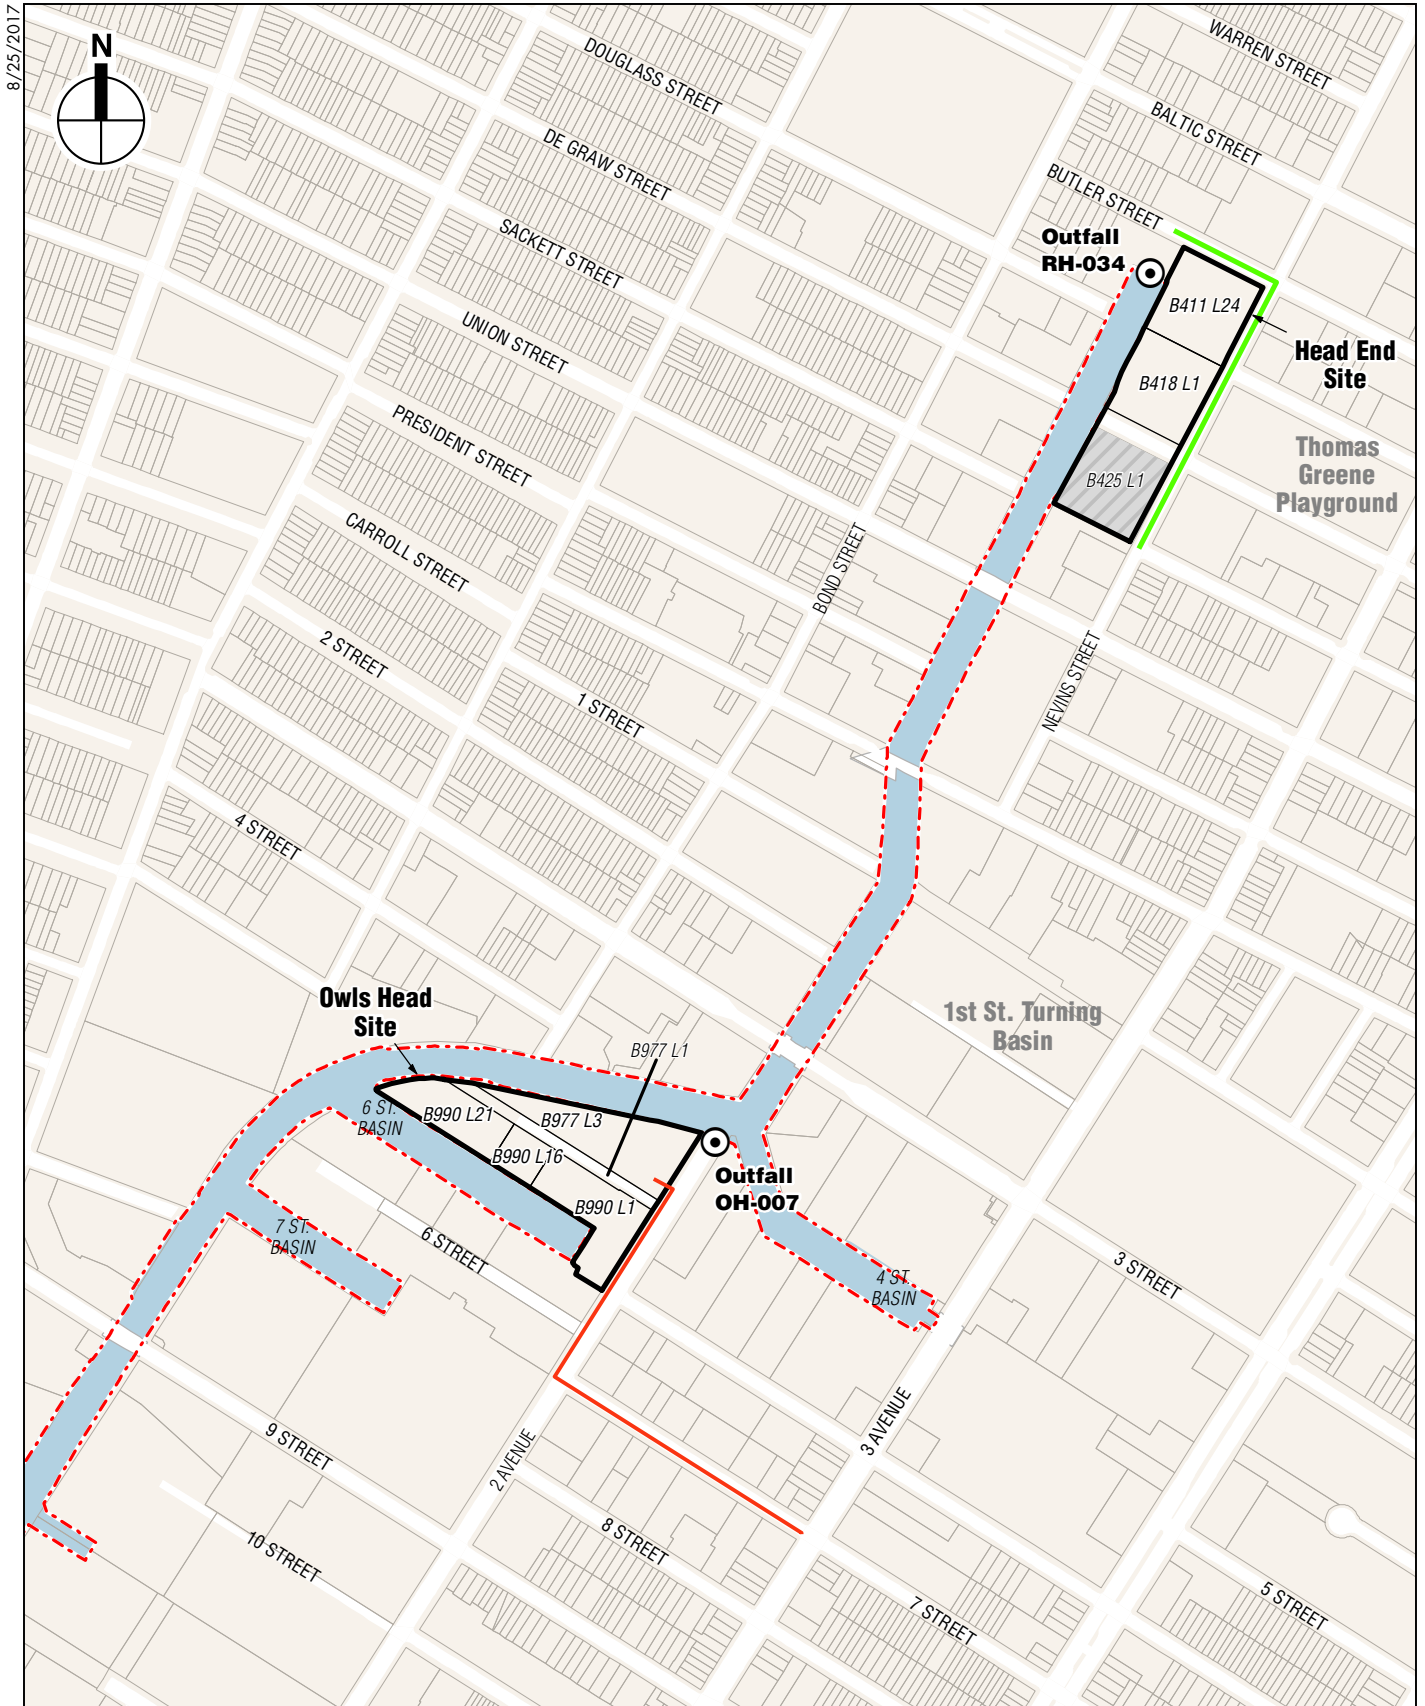 8/25/2017
N
WARREN STREET
DOUGLASS STREET
BALTIC STREET
DE GRAW STREET
BUTLER STREET
SACKETT STREET
Outfall
RH-034
B411 L24
UNION STREET
Head End
Site
B418 L1
PRESIDENT STREET
Thomas
Greene
Playground
B425 L1
CARROLL STREET
BOND STREET
2 STREET
NEVINS STREET
1 STREET
4 STREET
Owls Head
Site
1st St. Turning
Basin
B977 L1
6 ST.
BASIN
B990 L21
B977 L3
B990 L16
Outfall
OH-007
B990 L1
7 ST.
BASIN
6 STREET
4 ST.
BASIN
3 STREET
3 AVENUE
9 STREET
2 AVENUE
8 STREET
10 STREET
7 STREET
5 STREET